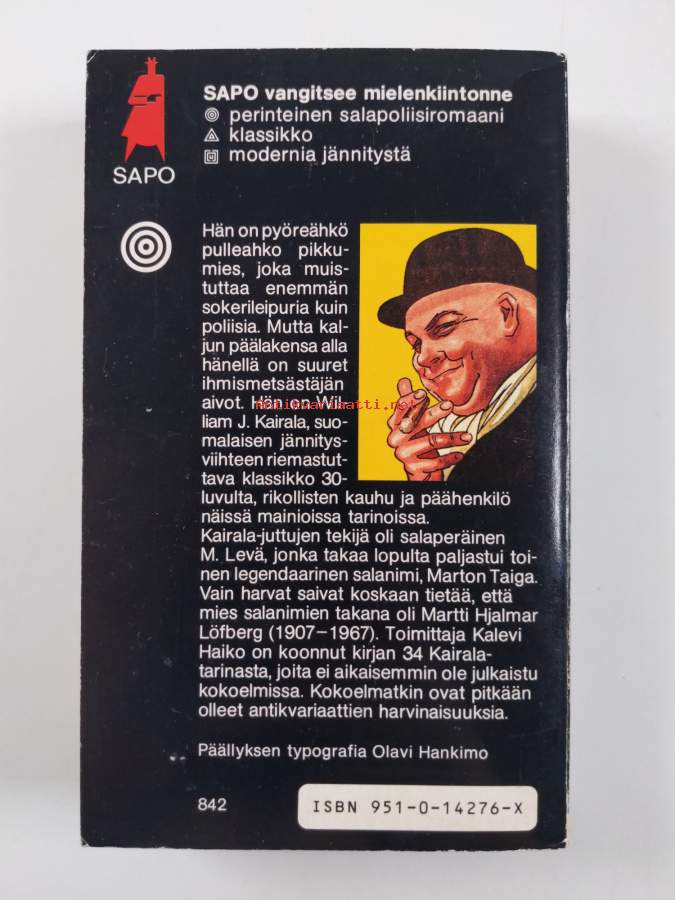 SAPO vangitsee mielenkiintonne
perinteinen salapoliisiromaani
klassikko
modernia jännitystä
SAPO
Hän on pyöreähkö
pulleahko pikku-
mies, joka muis-
tuttaa enemmän
sokerileipuria kuin
poliisia. Mutta kal-
jun päälakensa alla
hänellä on suuret
ihmismetsästäjän
aivot. Hän on Wil-
antikvariaatti.net
liam J. Kairala, suo-
malaisen jännitys-
viihteen riemastut-
tava klassikko 30-
luvulta, rikollisten kauhu ja päähenkilö
näissä mainioissa tarinoissa.
Kairala-juttujen tekijä oli salaperäinen
M. Levä, jonka takaa lopulta paljastui toi-
nen legendaarinen salanimi, Marton Taiga.
Vain harvat saivat koskaan tietää, että
mies salanimien takana oli Martti Hjalmar
Löfberg (1907–1967). Toimittaja Kalevi
Haiko on koonnut kirjan 34 Kairala-
tarinasta, joita ei aikaisemmin ole julkaistu
kokoelmissa. Kokoelmatkin ovat pitkään
olleet antikvariaattien harvinaisuuksia.
Päällyksen typografia Olavi Hankimo
842
ISBN 951-0-14276-X